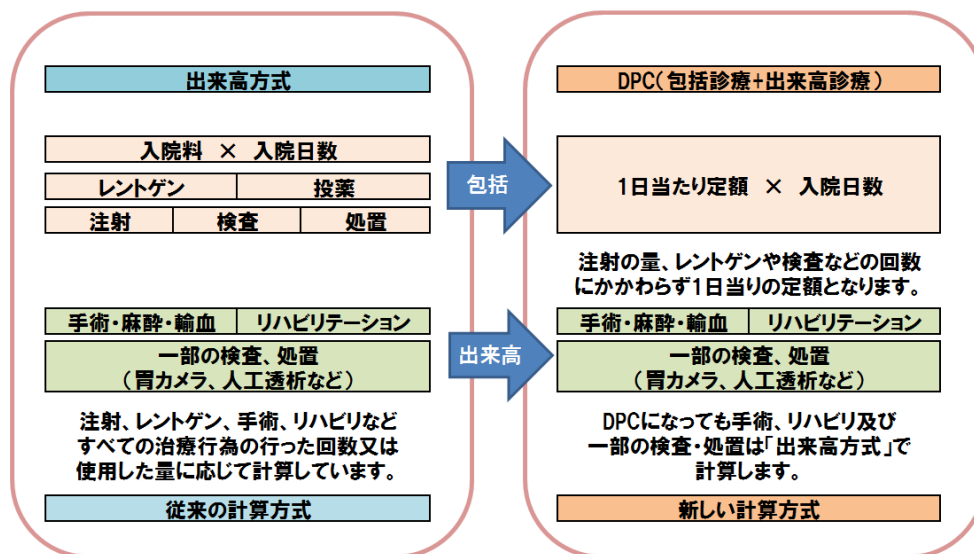 出来高方式
入院料 × 入院日数
レントゲン 投薬
注射 検査 処置
手術・麻酔・輸血 リハビリテーション
一部の検査、処置
(胃カメラ、人工透析など)
注射、レントゲン、手術、リハビリなど
すべての治療行為の行った回数又は
使用した量に応じて計算しています。
従来の計算方式
包括
出来高
DPC(包括診療+出来高診療)
1日当たり定額 × 入院日数
注射の量、レントゲンや検査などの回数
にかかわらず1日当りの定額となります。
手術・麻酔・輸血 リハビリテーション
一部の検査、処置
(胃カメラ、人工透析など)
DPCになっても手術、リハビリ及び
一部の検査・処置は「出来高方式」で
計算します。
新しい計算方式